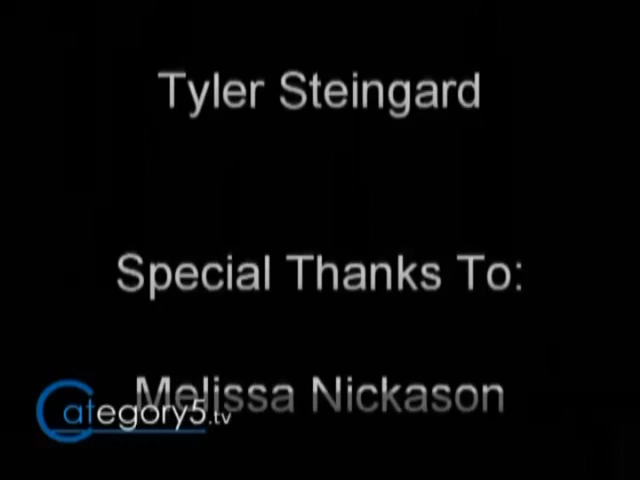 Tyler Steingard
Special Thanks To:
Melissa Nickason
Category5.tv